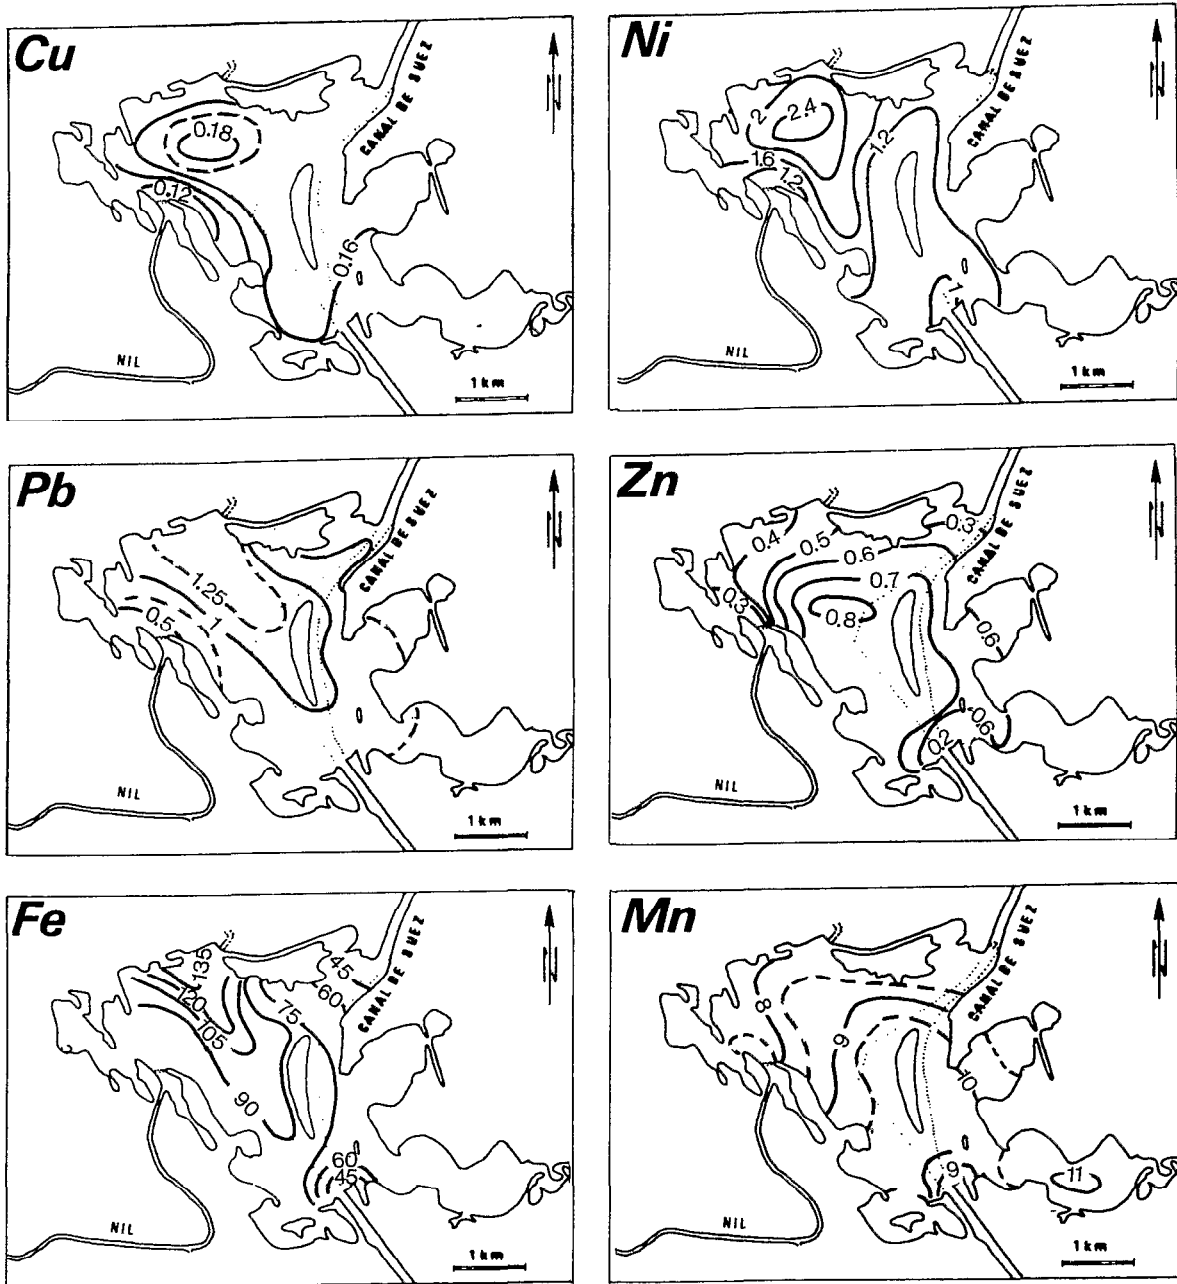 Cu
0.18
0.12
0.16
CANAL DE SUEZ
NIL
1 km
Ni
2
2.4
1.2
1.6
1.2
1
CANAL DE SUEZ
NIL
1 km
Pb
1.25
1
0.5
CANAL DE SUEZ
NIL
1 km
Zn
0.4
0.5
0.3
0.6
0.7
0.3
0.8
0.6
0.6
0.2
CANAL DE SUEZ
NIL
1 km
Fe
135
120
105
75
45
60
90
60
45
CANAL DE SUEZ
NIL
1 km
Mn
8
9
10
9
11
CANAL DE SUEZ
NIL
1 km